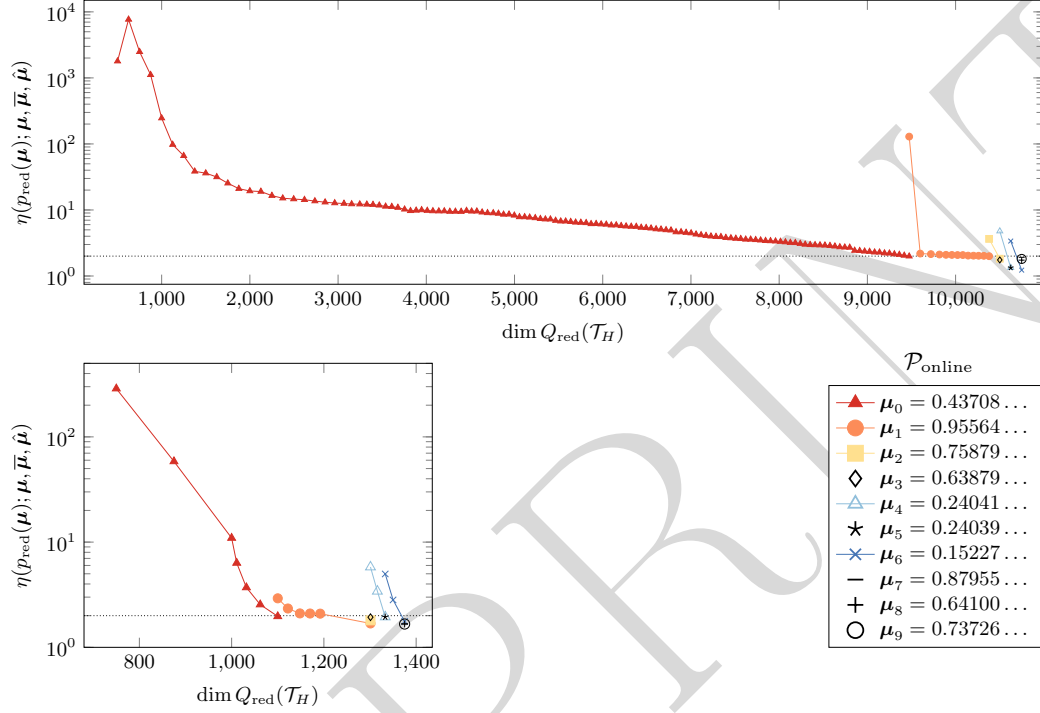 10^4
10^3
10^2
10^1
10^0
η(p_red(μ); μ, μ̅, μ̂)
1,000 2,000 3,000 4,000 5,000 6,000 7,000 8,000 9,000 10,000
dim Q_red(𝒯_H)
10^2
10^1
10^0
η(p_red(μ); μ, μ̅, μ̂)
800 1,000 1,200 1,400
dim Q_red(𝒯_H)
𝒫_online
μ_0 = 0.43708...
μ_1 = 0.95564...
μ_2 = 0.75879...
μ_3 = 0.63879...
μ_4 = 0.24041...
μ_5 = 0.24039...
μ_6 = 0.15227...
μ_7 = 0.87955...
μ_8 = 0.64100...
μ_9 = 0.73726...
PRINT